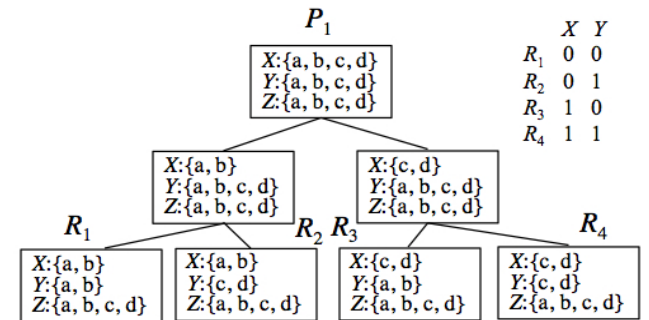 P1
X:{a, b, c, d}
Y:{a, b, c, d}
Z:{a, b, c, d}
X Y
R1 0 0
R2 0 1
R3 1 0
R4 1 1
X:{a, b}
Y:{a, b, c, d}
Z:{a, b, c, d}
X:{c, d}
Y:{a, b, c, d}
Z:{a, b, c, d}
R1
R2 R3
R4
X:{a, b}
Y:{a, b}
Z:{a, b, c, d}
X:{a, b}
Y:{c, d}
Z:{a, b, c, d}
X:{c, d}
Y:{a, b}
Z:{a, b, c, d}
X:{c, d}
Y:{c, d}
Z:{a, b, c, d}